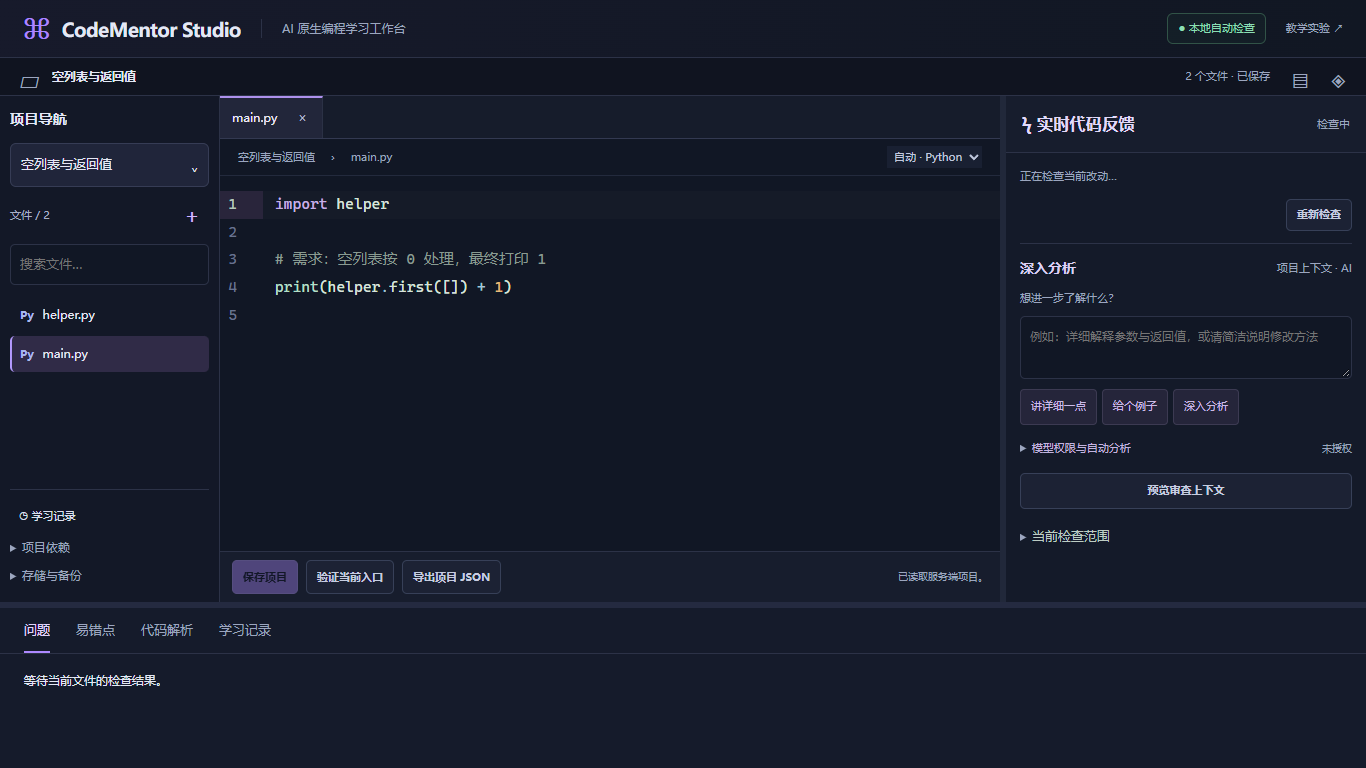 CodeMentor Studio
AI 原生编程学习工作台
本地自动检查
教学实验 ↗
空列表与返回值
2 个文件 · 已保存
项目导航
空列表与返回值
文件 / 2
+
搜索文件...
Py helper.py
Py main.py
学习记录
项目依赖
存储与备份
main.py ×
空列表与返回值 › main.py
自动 · Python
1 import helper
2
3 # 需求：空列表按 0 处理，最终打印 1
4 print(helper.first([]) + 1)
5
保存项目
验证当前入口
导出项目 JSON
已读取服务端项目。
实时代码反馈
检查中
正在检查当前改动...
重新检查
深入分析
项目上下文 · AI
想进一步了解什么？
例如：详细解释参数与返回值，或请简洁说明修改方法
讲详细一点
给个例子
深入分析
模型权限与自动分析
未授权
预览审查上下文
当前检查范围
问题
易错点
代码解析
学习记录
等待当前文件的检查结果。